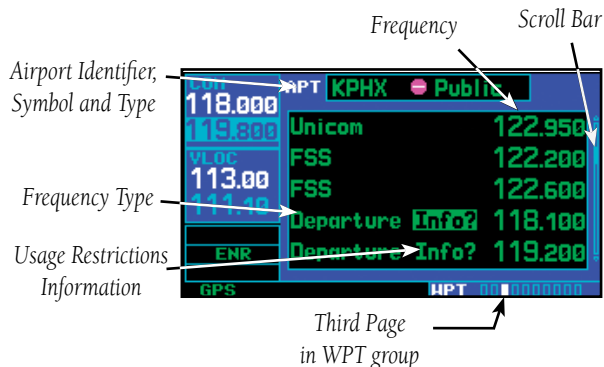 Frequency
Scroll Bar
Airport Identifier,
Symbol and Type
COM
APT KPHX Public
118.000
119.800
Unicom 122.950
VLOC
FSS 122.200
113.00
FSS 122.600
Frequency Type
111.10
Departure Info? 118.100
Usage Restrictions
Information
ENR
Departure Info? 119.200
GPS
WPT
Third Page
in WPT group